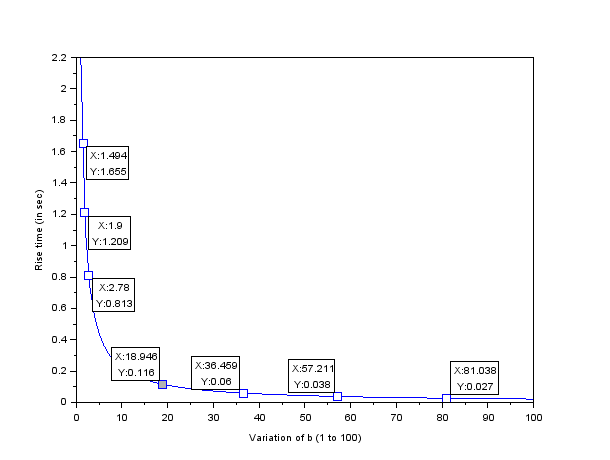 2.2
2
1.8
1.6
1.4
1.2
1
0.8
0.6
0.4
0.2
0
Rise time (in sec)
X:1.494
Y:1.655
X:1.9
Y:1.209
X:2.78
Y:0.813
X:18.946
Y:0.116
X:36.459
Y:0.06
X:57.211
Y:0.038
X:81.038
Y:0.027
0 10 20 30 40 50 60 70 80 90 100
Variation of b (1 to 100)